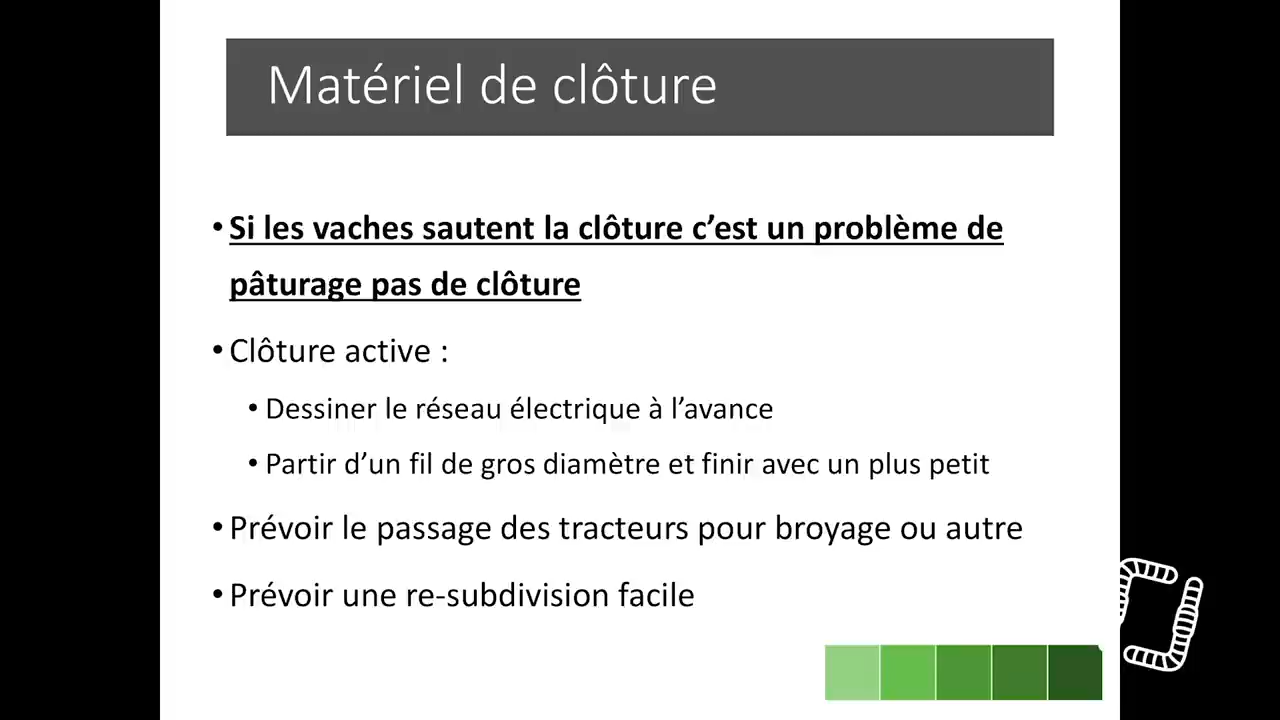 Matériel de clôture
• Si les vaches sautent la clôture c’est un problème de
pâturage pas de clôture
• Clôture active :
• Dessiner le réseau électrique à l’avance
• Partir d’un fil de gros diamètre et finir avec un plus petit
• Prévoir le passage des tracteurs pour broyage ou autre
• Prévoir une re-subdivision facile